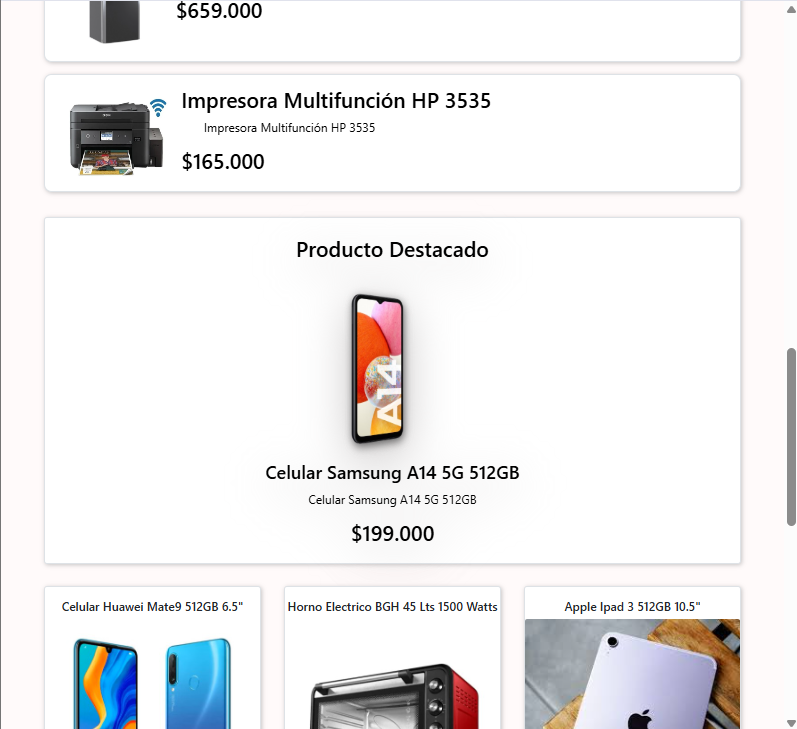 $659.000
Impresora Multifunción HP 3535
Impresora Multifunción HP 3535
$165.000
Producto Destacado
A14
Celular Samsung A14 5G 512GB
Celular Samsung A14 5G 512GB
$199.000
Celular Huawei Mate9 512GB 6.5"
Horno Electrico BGH 45 Lts 1500 Watts
Apple Ipad 3 512GB 10.5"